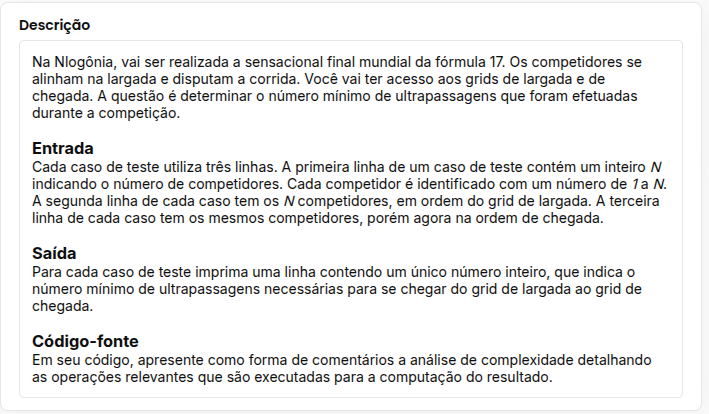 Descrição
Na Nlogônia, vai ser realizada a sensacional final mundial da fórmula 17. Os competidores se
alinham na largada e disputam a corrida. Você vai ter acesso aos grids de largada e de
chegada. A questão é determinar o número mínimo de ultrapassagens que foram efetuadas
durante a competição.
Entrada
Cada caso de teste utiliza três linhas. A primeira linha de um caso de teste contém um inteiro N
indicando o número de competidores. Cada competidor é identificado com um número de 1 a N.
A segunda linha de cada caso tem os N competidores, em ordem do grid de largada. A terceira
linha de cada caso tem os mesmos competidores, porém agora na ordem de chegada.
Saída
Para cada caso de teste imprima uma linha contendo um único número inteiro, que indica o
número mínimo de ultrapassagens necessárias para se chegar do grid de largada ao grid de
chegada.
Código-fonte
Em seu código, apresente como forma de comentários a análise de complexidade detalhando
as operações relevantes que são executadas para a computação do resultado.